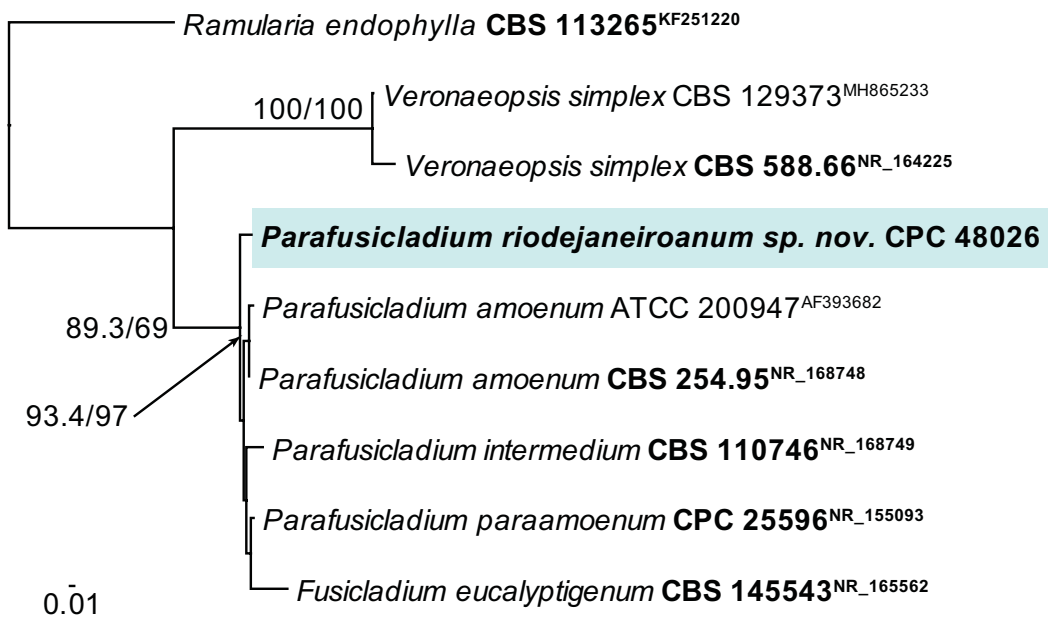 Ramularia endophylla CBS 113265KF251220
Veronaeopsis simplex CBS 129373MH865233
100/100
Veronaeopsis simplex CBS 588.66NR_164225
Parafusicladium riodejaneiroanum sp. nov. CPC 48026
Parafusicladium amoenum ATCC 200947AF393682
89.3/69
Parafusicladium amoenum CBS 254.95NR_168748
93.4/97
Parafusicladium intermedium CBS 110746NR_168749
Parafusicladium paraamoenum CPC 25596NR_155093
Fusicladium eucalyptigenum CBS 145543NR_165562
0.01